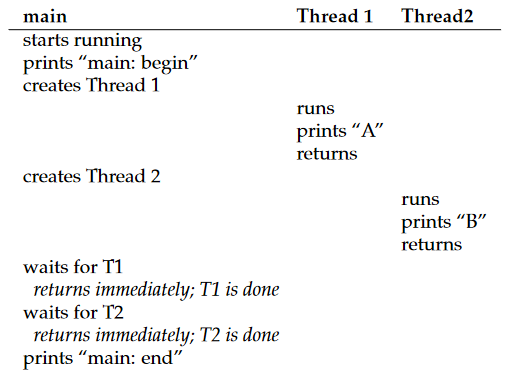 main Thread 1 Thread2
starts running
prints “main: begin”
creates Thread 1
runs
prints “A”
returns
creates Thread 2
runs
prints “B”
returns
waits for T1
returns immediately; T1 is done
waits for T2
returns immediately; T2 is done
prints “main: end”